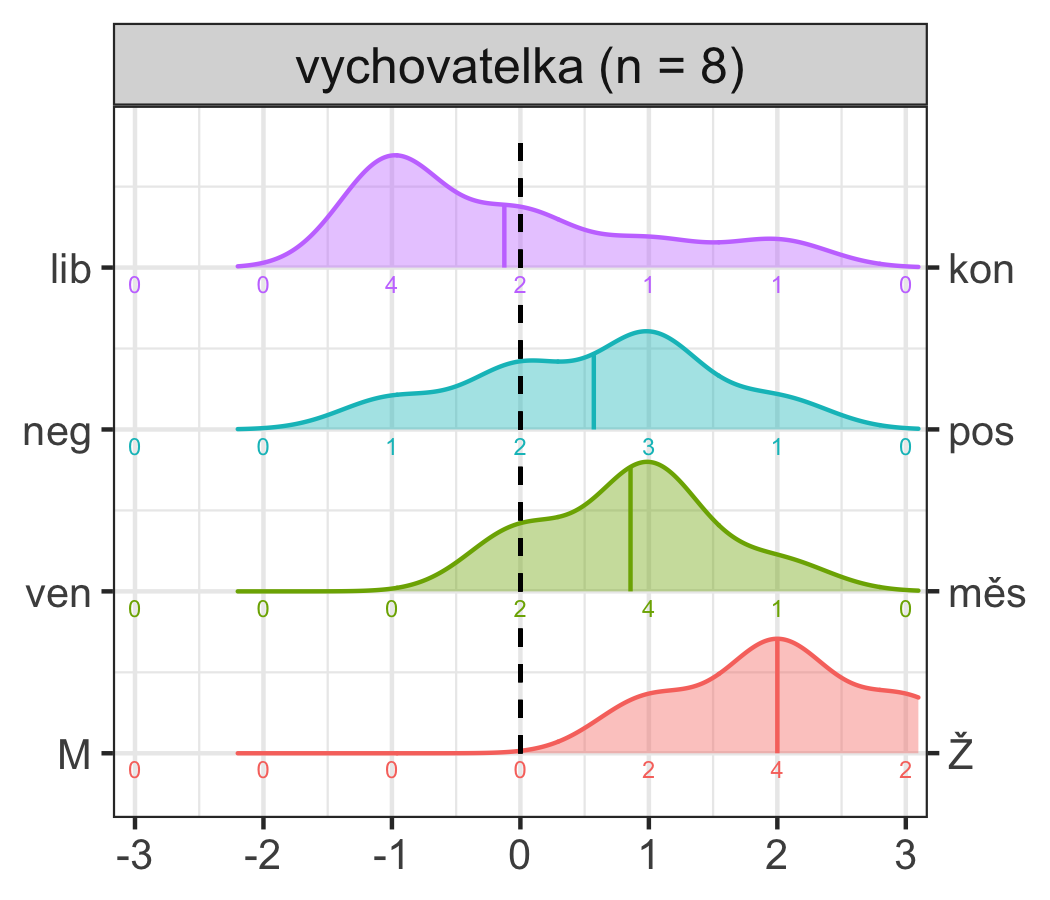 vychovatelka (n = 8)
lib kon
0 0 4 2 1 1 0
neg pos
0 0 1 2 3 1 0
ven měs
0 0 0 2 4 1 0
M Ž
0 0 0 0 2 4 2
-3 -2 -1 0 1 2 3